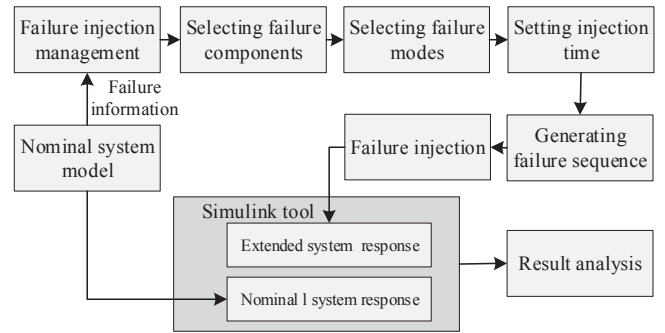 Failure injection
management
Selecting failure
components
Selecting failure
modes
Setting injection
time
Failure
information
Nominal system
model
Failure injection
Generating
failure sequence
Simulink tool
Extended system response
Nominal l system response
Result analysis